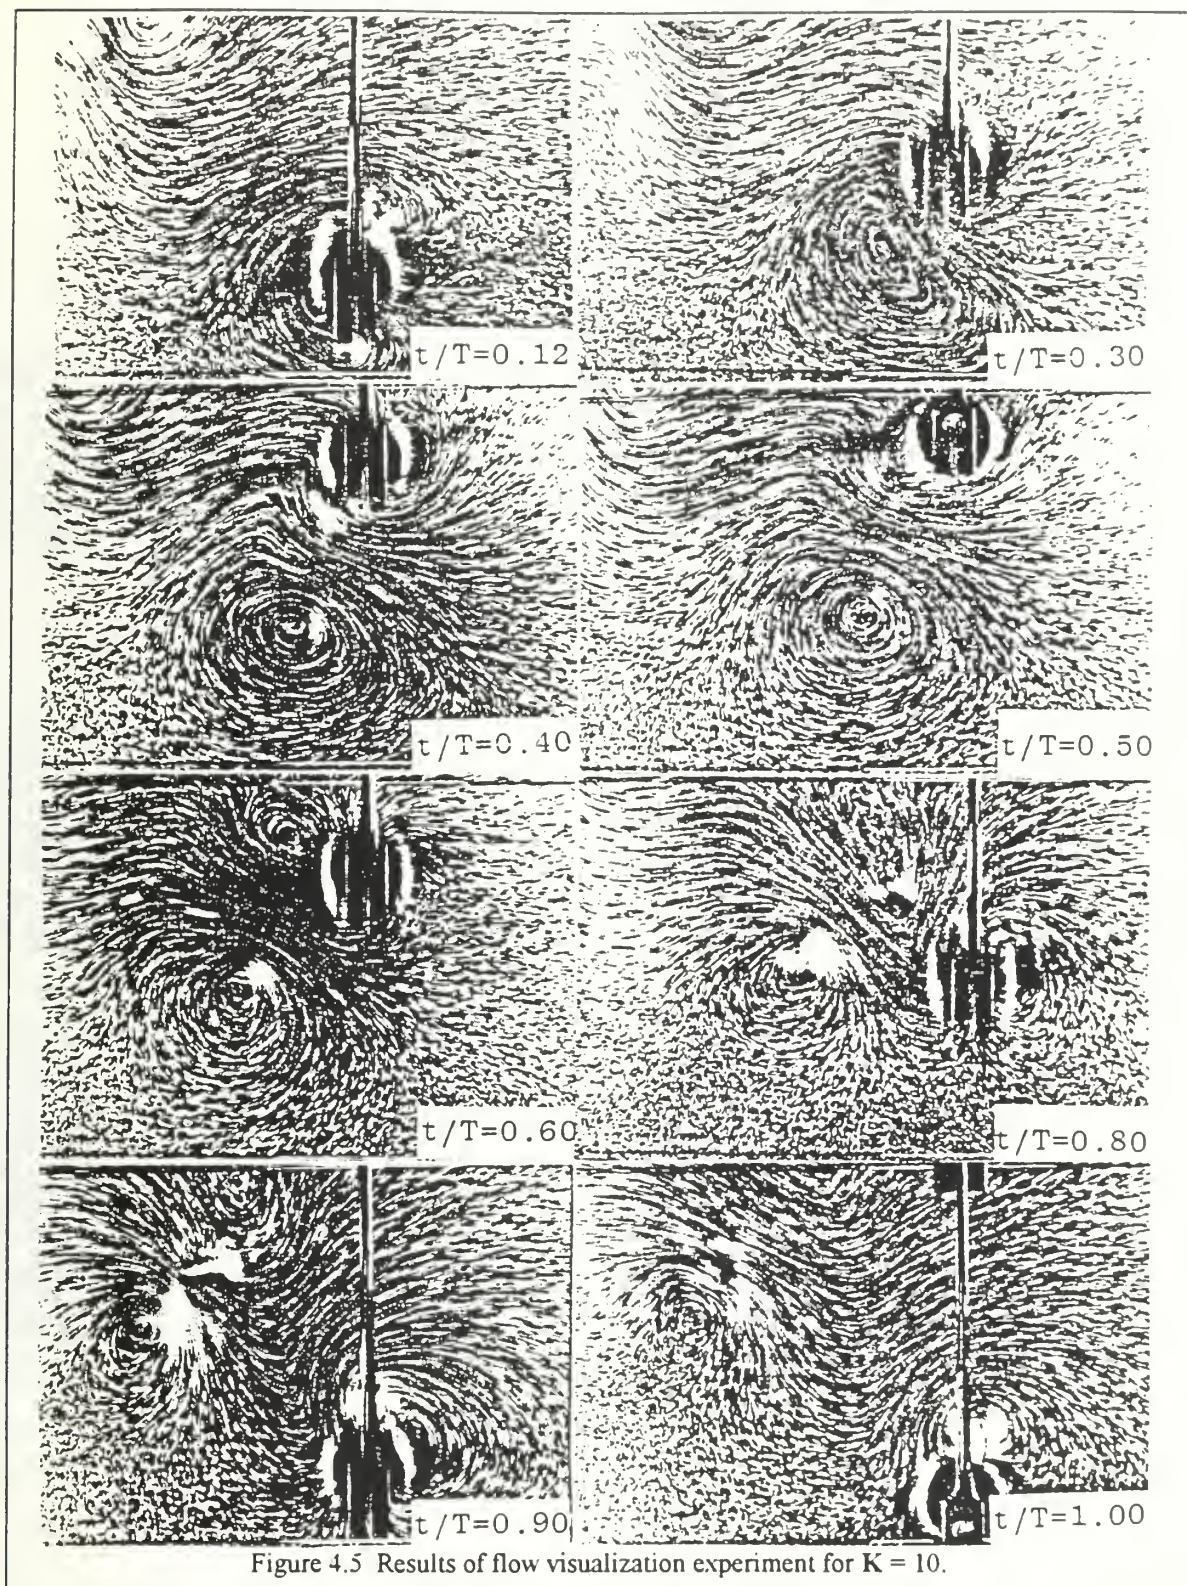 t/T=0.12
t/T=0.30
t/T=0.40
t/T=0.50
t/T=0.60
t/T=0.80
t/T=0.90
t/T=1.00
Figure 4.5 Results of flow visualization experiment for K = 10.